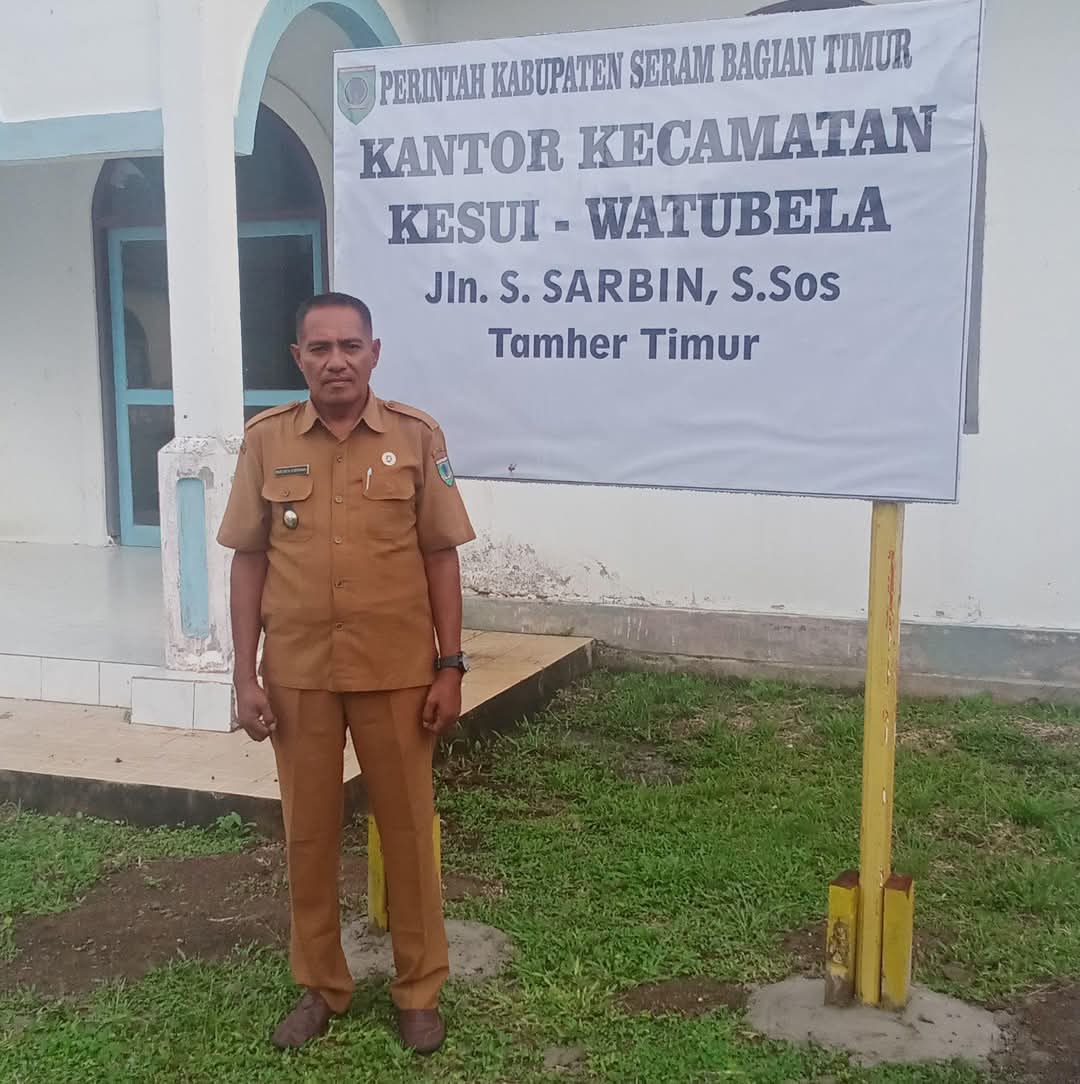 PERINTAH KABUPATEN SERAM BAGIAN TIMUR
KANTOR KECAMATAN
KESUI - WATUBELA
Jln. S. SARBIN, S.Sos
Tamher Timur